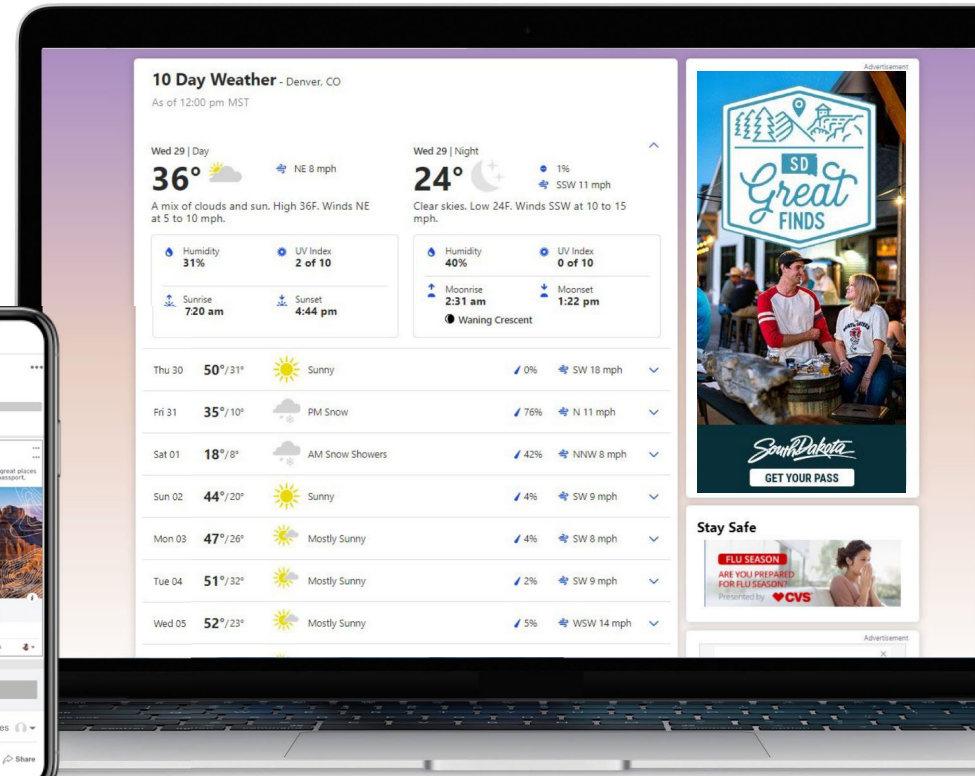 10 Day Weather - Denver, CO
As of 12:00 pm MST
Wed 29 | Day
36°
NE 8 mph
A mix of clouds and sun. High 36F. Winds NE
at 5 to 10 mph.
Humidity
31%
UV Index
2 of 10
Sunrise
7:20 am
Sunset
4:44 pm
Wed 29 | Night
24°
1%
SSW 11 mph
Clear skies. Low 24F. Winds SSW at 10 to 15
mph.
Humidity
40%
UV Index
0 of 10
Moonrise
2:31 am
Moonset
1:22 pm
Waning Crescent
Thu 30 50°/31° Sunny 0% SW 18 mph
Fri 31 35°/10° PM Snow 76% N 11 mph
Sat 01 18°/8° AM Snow Showers 42% NNW 8 mph
Sun 02 44°/20° Sunny 4% SW 9 mph
Mon 03 47°/26° Mostly Sunny 4% SW 8 mph
Tue 04 51°/32° Mostly Sunny 2% SW 9 mph
Wed 05 52°/23° Mostly Sunny 5% WSW 14 mph
Advertisement
SD
Great
FINDS
South Dakota
GET YOUR PASS
Stay Safe
FLU SEASON
ARE YOU PREPARED
FOR FLU SEASON?
Presented by CVS
Advertisement
great places
passport.
Share